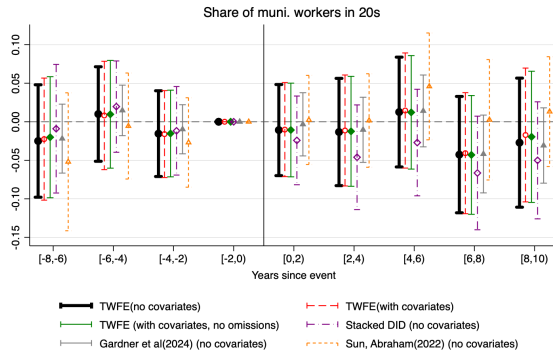 Share of muni. workers in 20s
0.10
0.05
0.00
-0.05
-0.10
-0.15
[-8,-6) [-6,-4) [-4,-2) [-2,0) [0,2) [2,4) [4,6) [6,8) [8,10)
Years since event
TWFE(no covariates) TWFE(with covariates)
TWFE (with covariates, no omissions) Stacked DID (no covariates)
Gardner et al(2024) (no covariates) Sun, Abraham(2022) (no covariates)